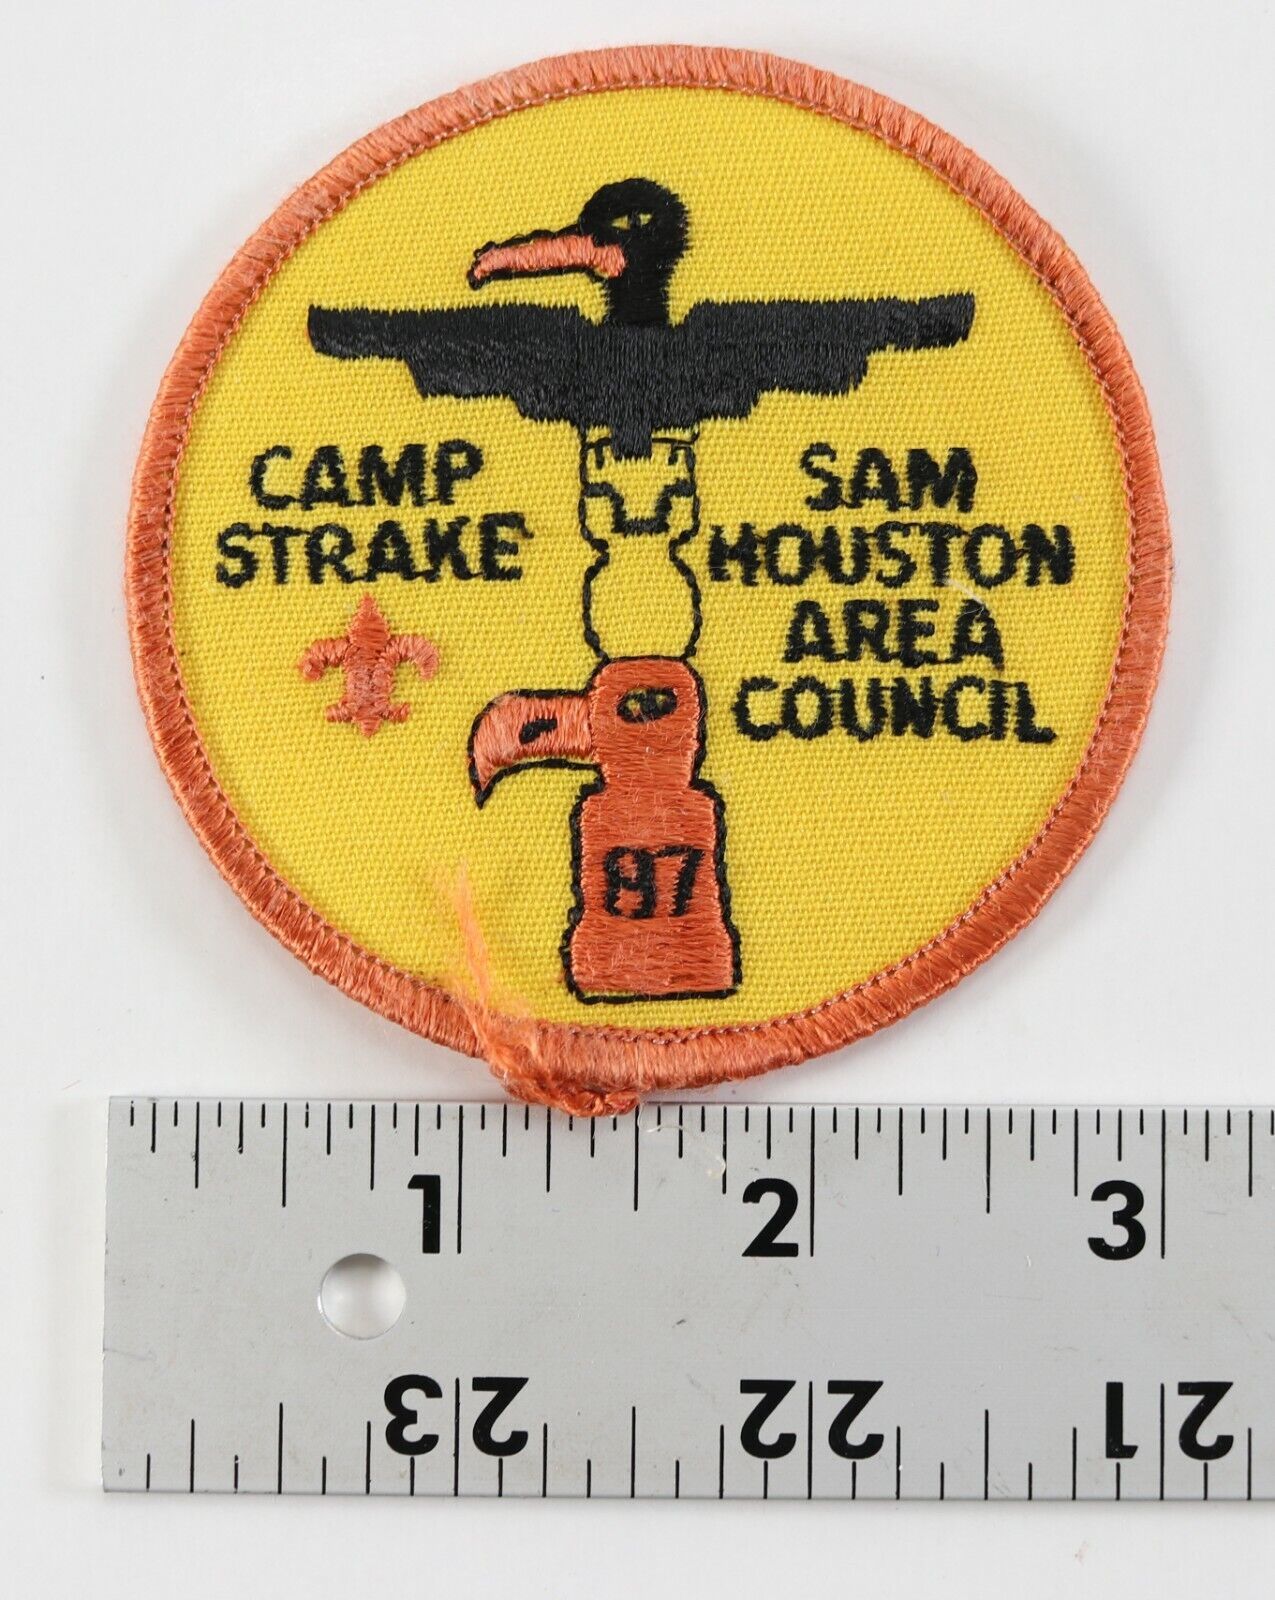 CAMP
STRAKE
SAM
HOUSTON
AREA
COUNCIL
87
1 2 3
23 22 21